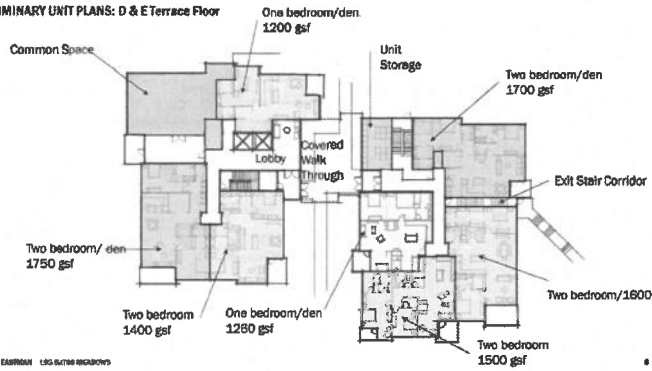 IMINARY UNIT PLANS: D & E Terrace Floor
One bedroom/den
1200 gsf
Common Space
Unit
Storage
Two bedroom/den
1700 gsf
Lobby
Covered
Walk
Through
Exit Stair Corridor
Two bedroom/ den
1750 gsf
Two bedroom
1400 gsf
One bedroom/den
1260 gsf
Two bedroom/1600
Two bedroom
1500 gsf
EASTMAN
6